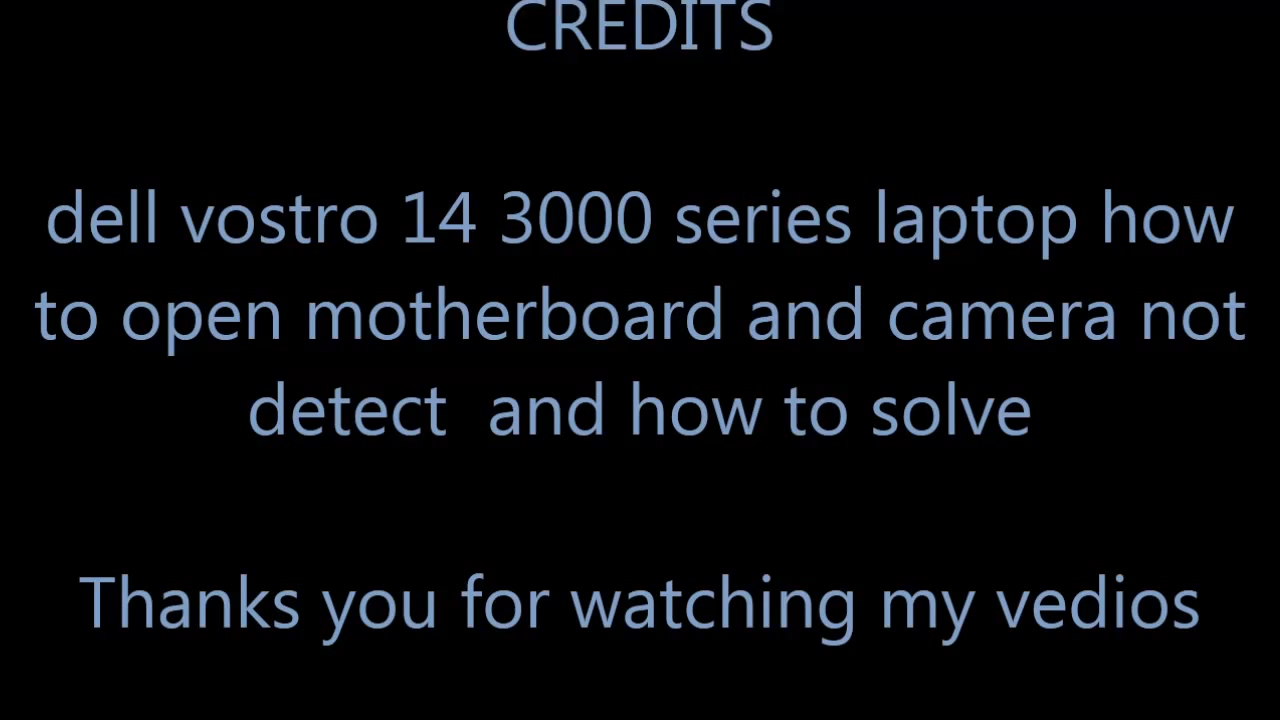 CREDITS
dell vostro 14 3000 series laptop how
to open motherboard and camera not
detect  and how to solve
Thanks you for watching my vedios